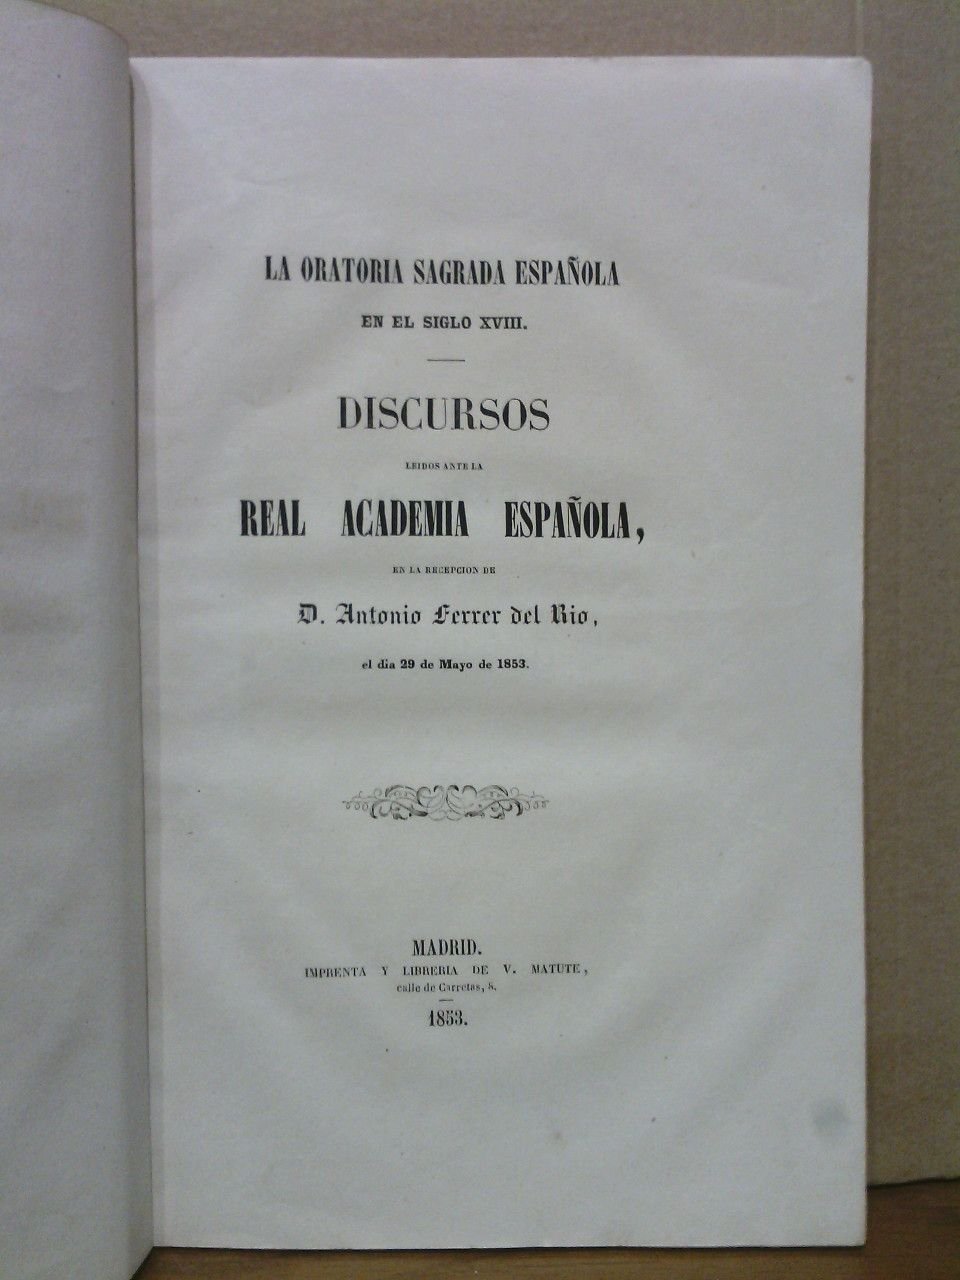 LA ORATORIA SAGRADA ESPAÑOLA
EN EL SIGLO XVIII.
DISCURSOS
LEIDOS ANTE LA
REAL ACADEMIA ESPAÑOLA,
EN LA RECEPCION DE
D. Antonio Ferrer del Rio,
el dia 29 de Mayo de 1853.
MADRID.
IMPRENTA Y LIBRERIA DE V. MATUTE,
calle de Carretas, 8.
1853.